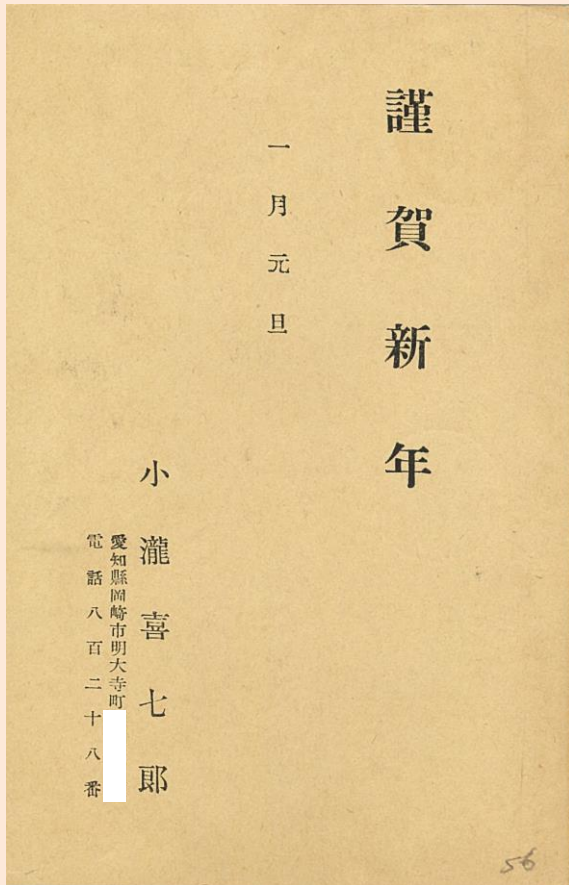 謹賀新年
一月元旦
小瀧喜七郎
愛知縣岡崎市明大寺町
電話八百二十八番
56